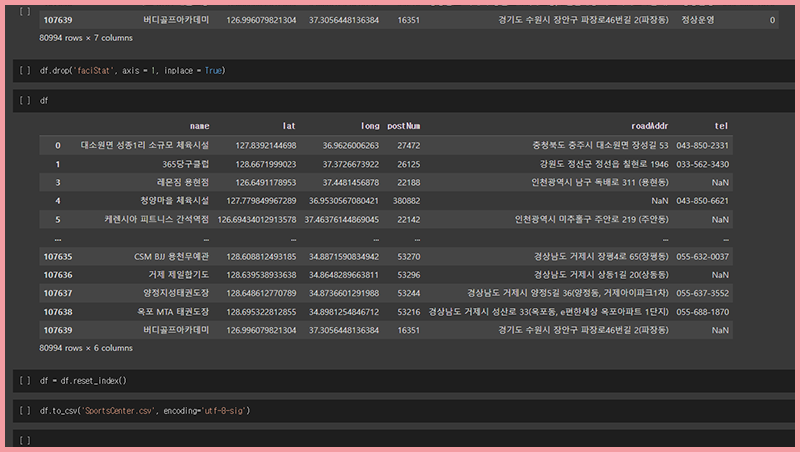 [ ]
107639 버디골프아카데미 126.996079821304 37.3056448136384 16351 경기도 수원시 장안구 파장로46번길 2(파장동) 정상운영 0
80994 rows × 7 columns
[ ] df.drop('faciStat', axis = 1, inplace = True)
[ ] df
name lat long postNum roadAddr tel
0 대소원면 성종1리 소규모 체육시설 127.8392144698 36.9626006263 27472 충청북도 충주시 대소원면 장성길 53 043-850-2331
1 365당구클럽 128.6671999023 37.3726673922 26125 강원도 정선군 정선읍 칠현로 1946 033-562-3430
3 레몬짐 용현점 126.6491178953 37.4481456878 22188 인천광역시 남구 독배로 311 (용현동) NaN
4 청양마을 체육시설 127.779849967289 36.9530567080421 380882 NaN 043-850-6621
5 케렌시아 피트니스 간석역점 126.69434012913578 37.46376144869045 22142 인천광역시 미추홀구 주안로 219 (주안동) NaN
... ... ... ... ... ... ...
107635 CSM BJJ 용천무예관 128.608812493185 34.8871590834942 53270 경상남도 거제시 장평4로 65(장평동) 055-632-0037
107636 거제 제일합기도 128.639538933638 34.8648289663811 53296 경상남도 거제시 상동1길 20(상동동) NaN
107637 양정지성태권도장 128.648612770789 34.8736601291988 53244 경상남도 거제시 양정5길 36(양정동, 거제아이파크1차) 055-637-3552
107638 옥포 MTA 태권도장 128.695322812855 34.8981254846712 53216 경상남도 거제시 성산로 33(옥포동, e편한세상 옥포아파트 1단지) 055-688-1870
107639 버디골프아카데미 126.996079821304 37.3056448136384 16351 경기도 수원시 장안구 파장로46번길 2(파장동) NaN
80994 rows × 6 columns
[ ] df = df.reset_index()
[ ] df.to_csv('SportsCenter.csv', encoding='utf-8-sig')
[ ]